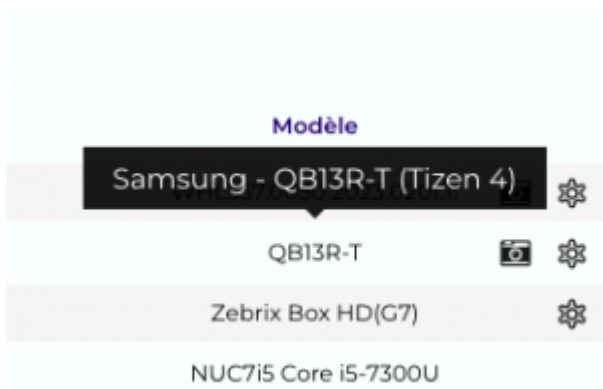 Modèle
Samsung - QB13R-T (Tizen 4)
QB13R-T
Zebrix Box HD(G7)
NUC7i5 Core i5-7300U